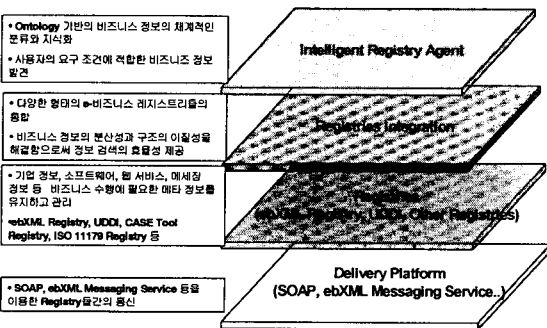 • Ontology 기반의 비즈니스 정보의 체계적인
분류와 지식화
• 사용자의 요구 조건에 적합한 비즈니즈 정보
발견
Intelligent Registry Agent
• 다양한 형태의 e-비즈니스 레지스트리들의
통합
• 비즈니스 정보의 분산성과 구조의 이질성을
해결함으로써 정보 검색의 효율성 제공
Registries Integration
• 기업 정보, 소프트웨어, 웹 서비스, 메세징
정보 등 비즈니스 수행에 필요한 메타 정보를
유지하고 관리
•ebXML Registry, UDDI, CASE Tool
Registry, ISO 11179 Registry 등
Registries
(ebXML Registry, UDDI, Other Registries)
• SOAP, ebXML Messaging Service 등을
이용한 Registry들간의 통신
Delivery Platform
(SOAP, ebXML Messaging Service..)